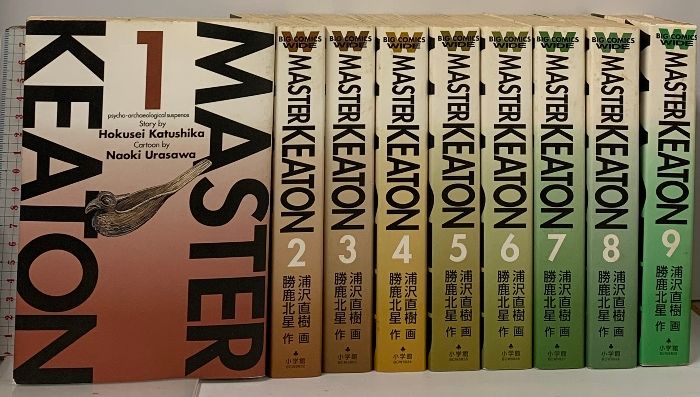 MASTER
KEATON
1
psycho-archaeological suspense
Story by
Hokusei Katushika
Cartoon by
Naoki Urasawa
BIG COMICS
WIDE
MASTER KEATON
2
浦沢直樹 画
勝鹿北星 作
小学館
BIG COMICS
WIDE
MASTER KEATON
3
浦沢直樹 画
勝鹿北星 作
小学館
BIG COMICS
WIDE
MASTER KEATON
4
浦沢直樹 画
勝鹿北星 作
小学館
BIG COMICS
WIDE
MASTER KEATON
5
浦沢直樹 画
勝鹿北星 作
小学館
BIG COMICS
WIDE
MASTER KEATON
6
浦沢直樹 画
勝鹿北星 作
小学館
BIG COMICS
WIDE
MASTER KEATON
7
浦沢直樹 画
勝鹿北星 作
小学館
BIG COMICS
WIDE
MASTER KEATON
8
浦沢直樹 画
勝鹿北星 作
小学館
BIG COMICS
WIDE
MASTER KEATON
9
浦沢直樹 画
勝鹿北星 作
小学館